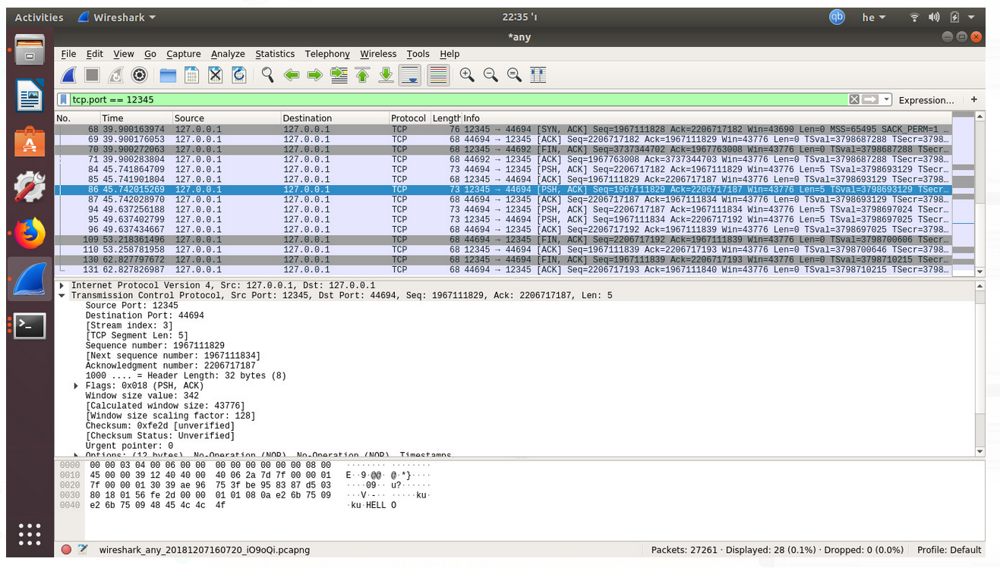 Activities Wireshark 22:35 'ו qb he
*any
File Edit View Go Capture Analyze Statistics Telephony Wireless Tools Help
tcp.port == 12345 Expression... +
No. Time Source Destination Protocol Length Info
68 39.900163974 127.0.0.1 127.0.0.1 TCP 76 12345 → 44694 [SYN, ACK] Seq=1967111828 Ack=2206717182 Win=43690 Len=0 MSS=65495 SACK_PERM=1 …
69 39.900176053 127.0.0.1 127.0.0.1 TCP 68 44694 → 12345 [ACK] Seq=2206717182 Ack=1967111829 Win=43776 Len=0 TSval=3798687288 TSecr=3798…
70 39.900272063 127.0.0.1 127.0.0.1 TCP 68 12345 → 44692 [FIN, ACK] Seq=3737344702 Ack=1967763008 Win=43776 Len=0 TSval=3798687288 TSecr…
71 39.900283804 127.0.0.1 127.0.0.1 TCP 68 44692 → 12345 [ACK] Seq=1967763008 Ack=3737344703 Win=43776 Len=0 TSval=3798687288 TSecr=3798…
84 45.741864709 127.0.0.1 127.0.0.1 TCP 73 44694 → 12345 [PSH, ACK] Seq=2206717182 Ack=1967111829 Win=43776 Len=5 TSval=3798693129 TSecr…
85 45.741901804 127.0.0.1 127.0.0.1 TCP 68 12345 → 44694 [ACK] Seq=1967111829 Ack=2206717187 Win=43776 Len=0 TSval=3798693129 TSecr=3798…
86 45.742015269 127.0.0.1 127.0.0.1 TCP 73 12345 → 44694 [PSH, ACK] Seq=1967111829 Ack=2206717187 Win=43776 Len=5 TSval=3798693129 TSecr…
87 45.742028970 127.0.0.1 127.0.0.1 TCP 68 44694 → 12345 [ACK] Seq=2206717187 Ack=1967111834 Win=43776 Len=0 TSval=3798693129 TSecr=3798…
94 49.637256188 127.0.0.1 127.0.0.1 TCP 73 44694 → 12345 [PSH, ACK] Seq=2206717187 Ack=1967111834 Win=43776 Len=5 TSval=3798697024 TSecr…
95 49.637402799 127.0.0.1 127.0.0.1 TCP 73 12345 → 44694 [PSH, ACK] Seq=1967111834 Ack=2206717192 Win=43776 Len=5 TSval=3798697025 TSecr…
96 49.637434667 127.0.0.1 127.0.0.1 TCP 68 44694 → 12345 [ACK] Seq=2206717192 Ack=1967111839 Win=43776 Len=0 TSval=3798697025 TSecr=3798…
109 53.218361496 127.0.0.1 127.0.0.1 TCP 68 44694 → 12345 [FIN, ACK] Seq=2206717192 Ack=1967111839 Win=43776 Len=0 TSval=3798700606 TSecr…
110 53.258781958 127.0.0.1 127.0.0.1 TCP 68 12345 → 44694 [ACK] Seq=1967111839 Ack=2206717193 Win=43776 Len=0 TSval=3798700646 TSecr=3798…
130 62.827797672 127.0.0.1 127.0.0.1 TCP 68 12345 → 44694 [FIN, ACK] Seq=1967111839 Ack=2206717193 Win=43776 Len=0 TSval=3798710215 TSecr…
131 62.827826987 127.0.0.1 127.0.0.1 TCP 68 44694 → 12345 [ACK] Seq=2206717193 Ack=1967111840 Win=43776 Len=0 TSval=3798710215 TSecr=3798…
Internet Protocol Version 4, Src: 127.0.0.1, Dst: 127.0.0.1
Transmission Control Protocol, Src Port: 12345, Dst Port: 44694, Seq: 1967111829, Ack: 2206717187, Len: 5
Source Port: 12345
Destination Port: 44694
[Stream index: 3]
[TCP Segment Len: 5]
Sequence number: 1967111829
[Next sequence number: 1967111834]
Acknowledgment number: 2206717187
1000 .... = Header Length: 32 bytes (8)
Flags: 0x018 (PSH, ACK)
Window size value: 342
[Calculated window size: 43776]
[Window size scaling factor: 128]
Checksum: 0xfe2d [unverified]
[Checksum Status: Unverified]
Urgent pointer: 0
Options: (12 bytes), No-Operation (NOP), No-Operation (NOP), Timestamps
0000 00 00 03 04 00 06 00 00 00 00 00 00 00 00 08 00 ········ ········
0010 45 00 00 39 12 40 40 00 40 06 2a 7d 7f 00 00 01 E··9·@@· @·*}····
0020 7f 00 00 01 30 39 ae 96 75 3f be 95 83 87 d5 03 ····09·· u?······
0030 80 18 01 56 fe 2d 00 00 01 01 08 0a e2 6b 75 09 ···V·-·· ·····ku·
0040 e2 6b 75 09 48 45 4c 4c 4f ·ku·HELL O
wireshark_any_20181207160720_iO9oQi.pcapng Packets: 27261 · Displayed: 28 (0.1%) · Dropped: 0 (0.0%) Profile: Default